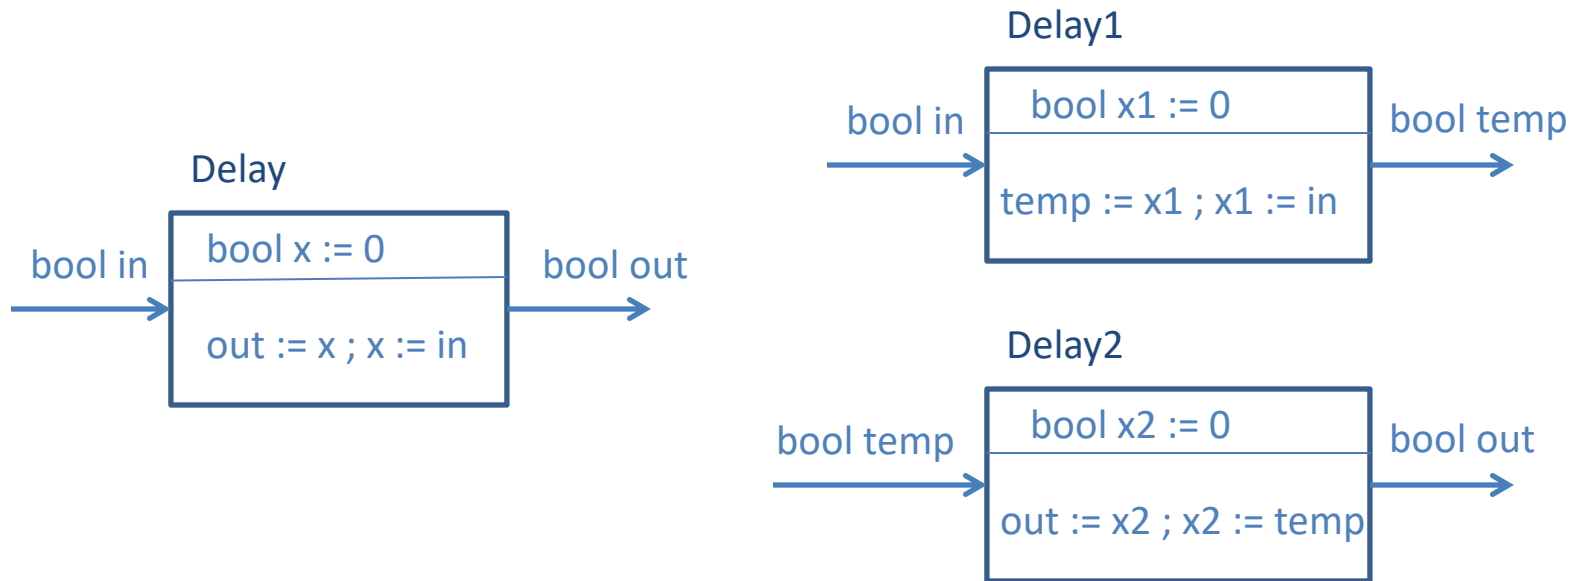 Delay
bool in
bool x := 0
bool out
out := x ; x := in
Delay1
bool in
bool x1 := 0
bool temp
temp := x1 ; x1 := in
Delay2
bool temp
bool x2 := 0
bool out
out := x2 ; x2 := temp